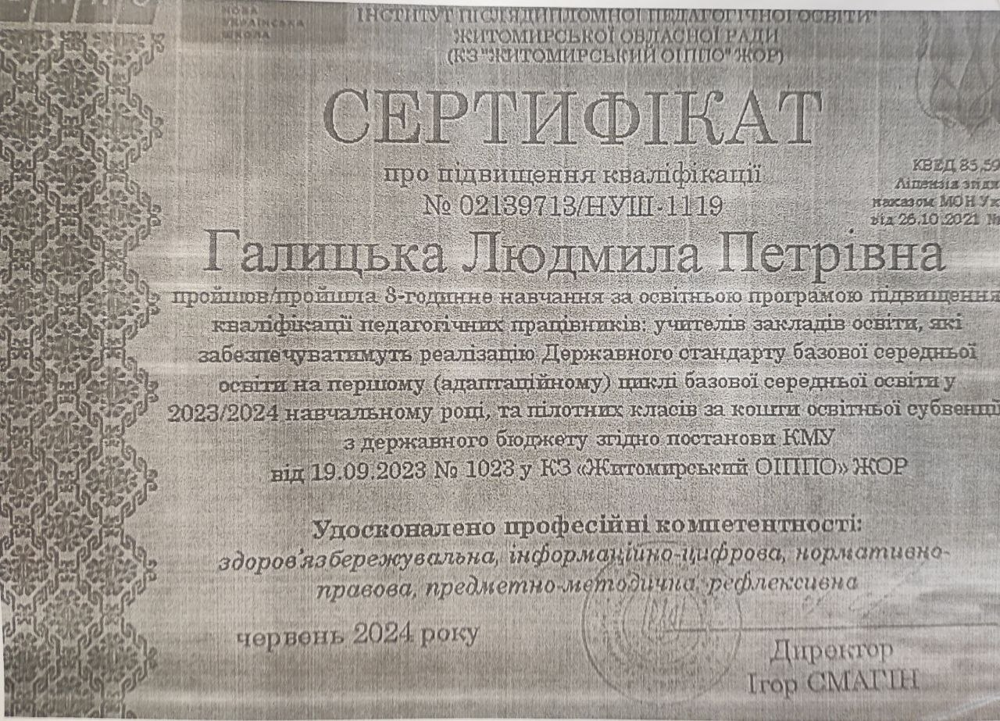 НОВА
УКРАЇНСЬКА
ШКОЛА
ІНСТИТУТ ПІСЛЯДИПЛОМНОЇ ПЕДАГОГІЧНОЇ ОСВІТИ"
ЖИТОМИРСЬКОЇ ОБЛАСНОЇ РАДИ
(КЗ "ЖИТОМИРСЬКИЙ ОІППО" ЖОР)
СЕРТИФІКАТ
про підвищення кваліфікації
№ 02139713/НУШ-1119
КВЕД 85.59
Ліцензія згідн
наказом МОН Ук
від 26.10.2021 №
Галицька Людмила Петрівна
пройшов/пройшла 8-годинне навчання за освітньою програмою підвищення
кваліфікації педагогічних працівників: учителів закладів освіти, які
забезпечуватимуть реалізацію Державного стандарту базової середньої
освіти на першому (адаптаційному) циклі базової середньої освіти у
2023/2024 навчальному році, та пілотних класів за кошти освітньої субвенції
з державного бюджету згідно постанови КМУ
від 19.09.2023 № 1023 у КЗ «Житомирський ОІППО» ЖОР
Удосконалено професійні компетентності:
здоров'язбережувальна, інформаційно-цифрова, нормативно-
правова, предметно-методична, рефлексивна
червень 2024 року
Директор
Ігор СМАГІН